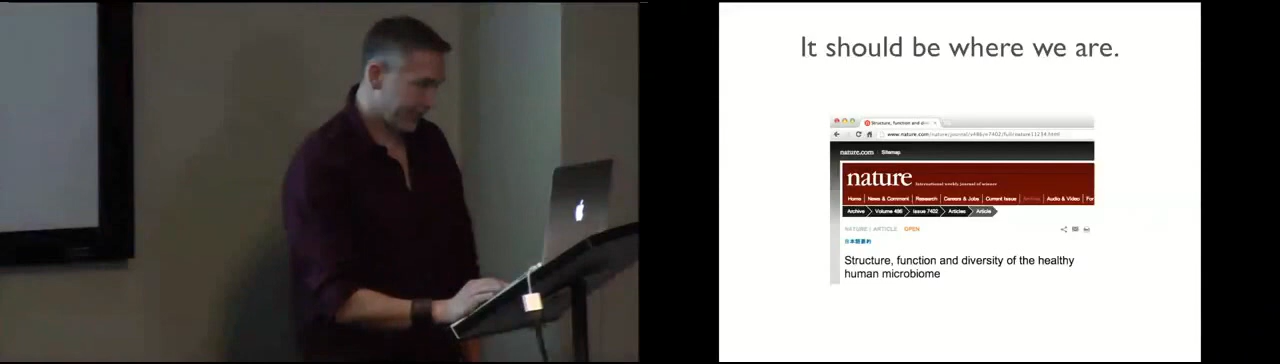 It should be where we are.
Structure, function and div
www.nature.com/nature/journal/v486/n7402/full/nature11234.html
nature.com Sitemap
nature International weekly journal of science
Home News & Comment Research Careers & Jobs Current Issue Archive Audio & Video For
Archive Volume 486 Issue 7402 Articles Article
NATURE | ARTICLE OPEN
日本語要約
Structure, function and diversity of the healthy
human microbiome